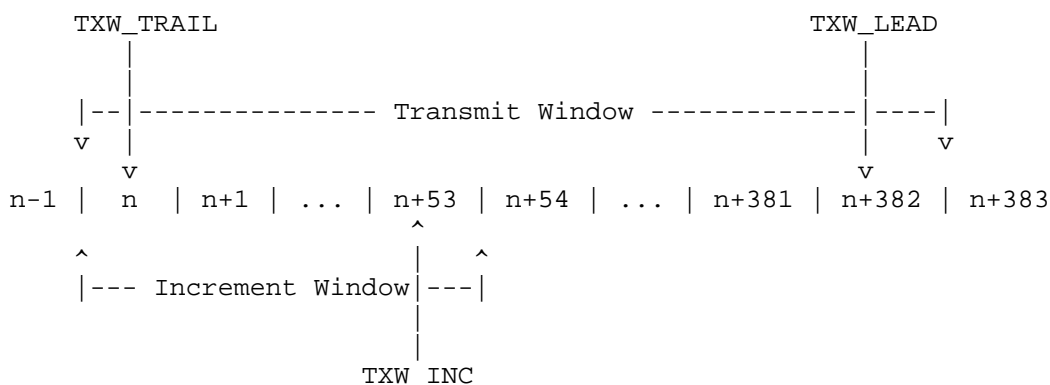 TXW_TRAIL TXW_LEAD
|--|--------------- Transmit Window -------------|----|
v | | v
v v
n-1 | n | n+1 | ... | n+53 | n+54 | ... | n+381 | n+382 | n+383
^
^ | ^
|--- Increment Window|---|
TXW_INC